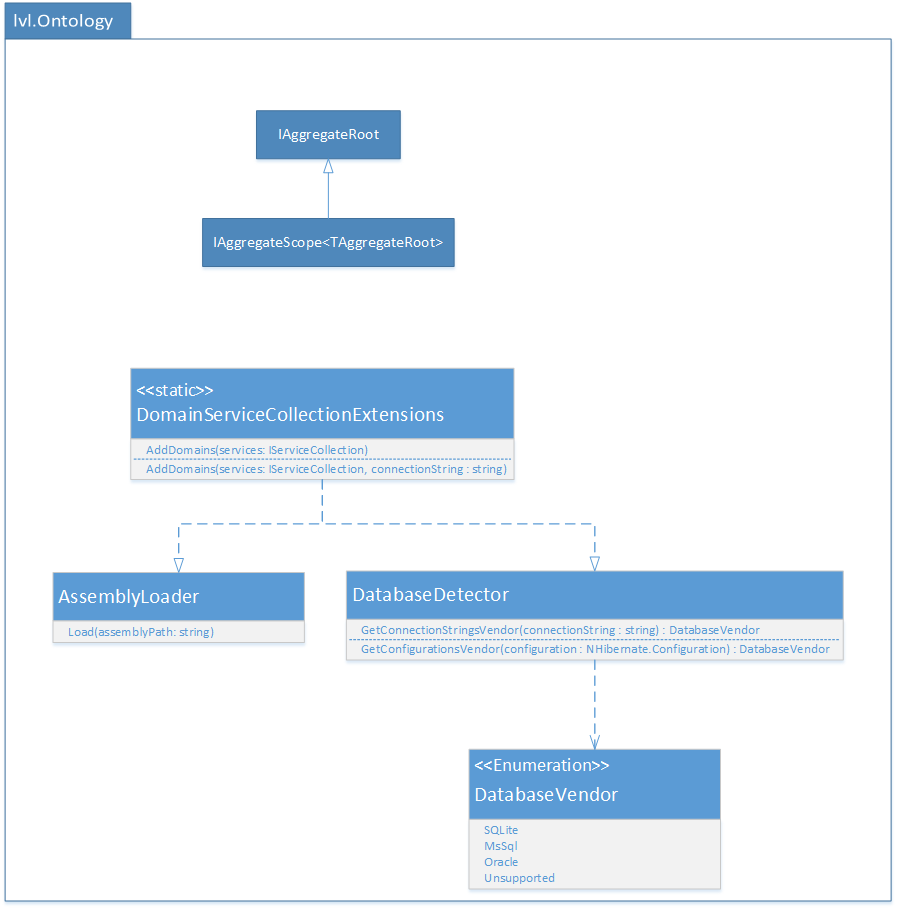 lvl.Ontology
IAggregateRoot
IAggregateScope<TAggregateRoot>
<<static>>
DomainServiceCollectionExtensions
AddDomains(services: IServiceCollection)
AddDomains(services: IServiceCollection, connectionString : string)
AssemblyLoader
Load(assemblyPath: string)
DatabaseDetector
GetConnectionStringsVendor(connectionString : string) : DatabaseVendor
GetConfigurationsVendor(configuration : NHibernate.Configuration) : DatabaseVendor
<<Enumeration>>
DatabaseVendor
SQLite
MsSql
Oracle
Unsupported